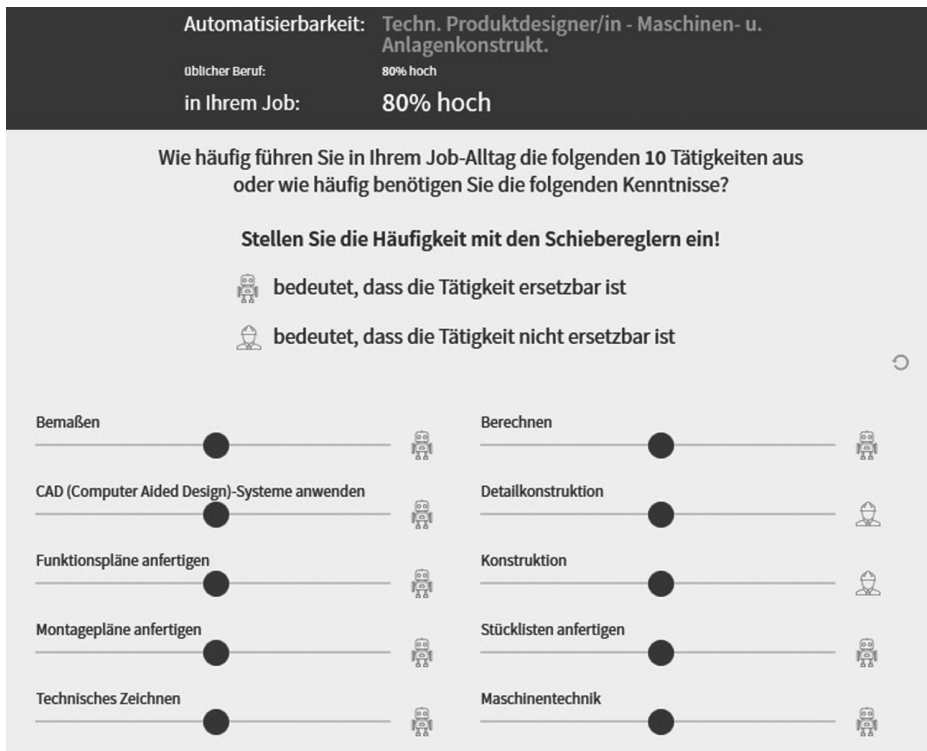 Automatisierbarkeit: Techn. Produktdesigner/in - Maschinen- u.
Anlagenkonstrukt.
üblicher Beruf: 80% hoch
in Ihrem Job: 80% hoch
Wie häufig führen Sie in Ihrem Job-Alltag die folgenden 10 Tätigkeiten aus
oder wie häufig benötigen Sie die folgenden Kenntnisse?
Stellen Sie die Häufigkeit mit den Schiebereglern ein!
bedeutet, dass die Tätigkeit ersetzbar ist
bedeutet, dass die Tätigkeit nicht ersetzbar ist
Bemaßen
Berechnen
CAD (Computer Aided Design)-Systeme anwenden
Detailkonstruktion
Funktionspläne anfertigen
Konstruktion
Montagepläne anfertigen
Stücklisten anfertigen
Technisches Zeichnen
Maschinentechnik